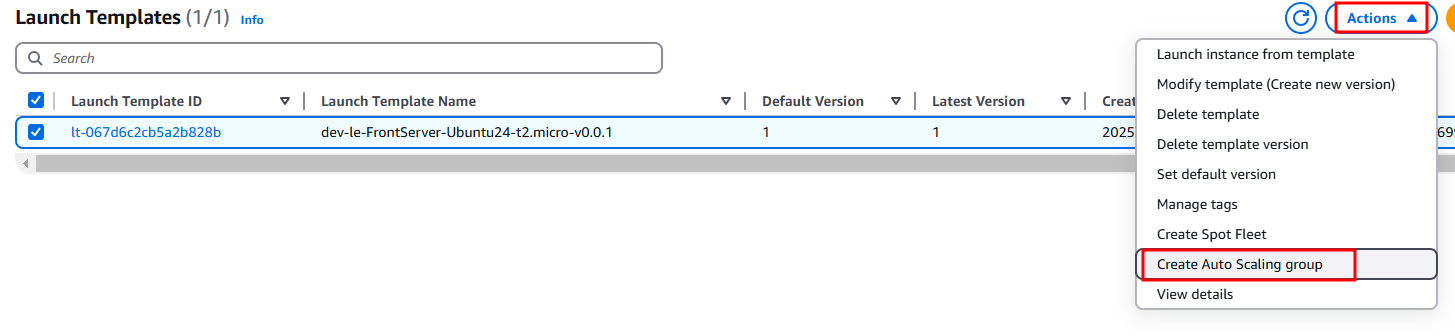 Launch Templates (1/1) Info
Actions
Search
Launch Template ID Launch Template Name Default Version Latest Version
lt-067d6c2cb5a2b828b dev-le-FrontServer-Ubuntu24-t2.micro-v0.0.1 1 1 2025
Launch instance from template
Modify template (Create new version)
Delete template
Delete template version
Set default version
Manage tags
Create Spot Fleet
Create Auto Scaling group
View details